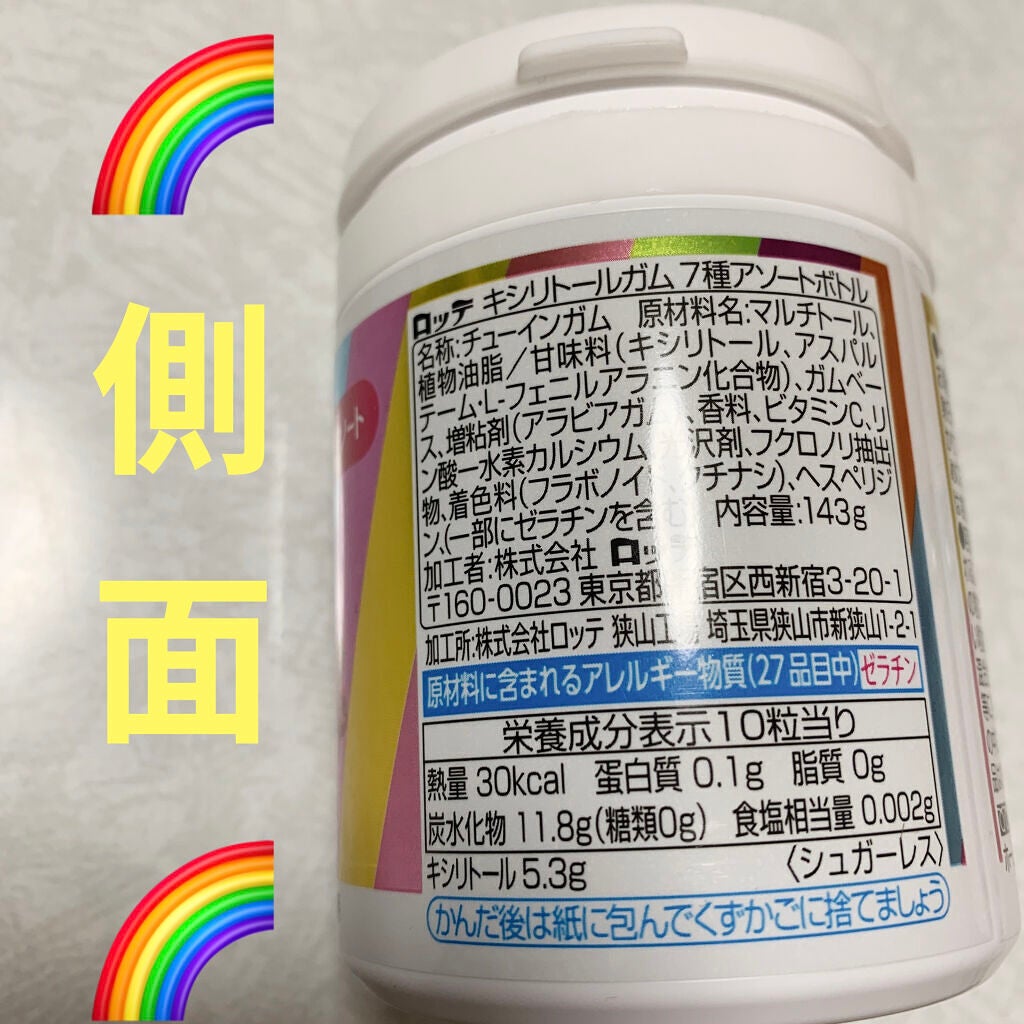 側
面
ロッテ キシリトールガム 7種アソートボトル
名称:チューインガム 原材料名:マルチトール、
植物油脂/甘味料(キシリトール、アスパル
テーム・L-フェニルアラニン化合物)、ガムベー
ス、増粘剤(アラビアガム)、香料、ビタミンC、リ
ン酸一水素カルシウム、光沢剤、フクロノリ抽出
物、着色料(フラボノイド、クチナシ)、ヘスペリジ
ン、(一部にゼラチンを含む) 内容量:143g
加工者:株式会社 ロッテ
〒160-0023 東京都新宿区西新宿3-20-1
加工所:株式会社ロッテ 狭山工場 埼玉県狭山市新狭山1-2-1
原材料に含まれるアレルギー物質(27品目中) ゼラチン
栄養成分表示10粒当り
熱量 30kcal 蛋白質 0.1g 脂質 0g
炭水化物 11.8g(糖類0g) 食塩相当量 0.002g
キシリトール 5.3g 〈シュガーレス〉
かんだ後は紙に包んでくずかごに捨てましょう